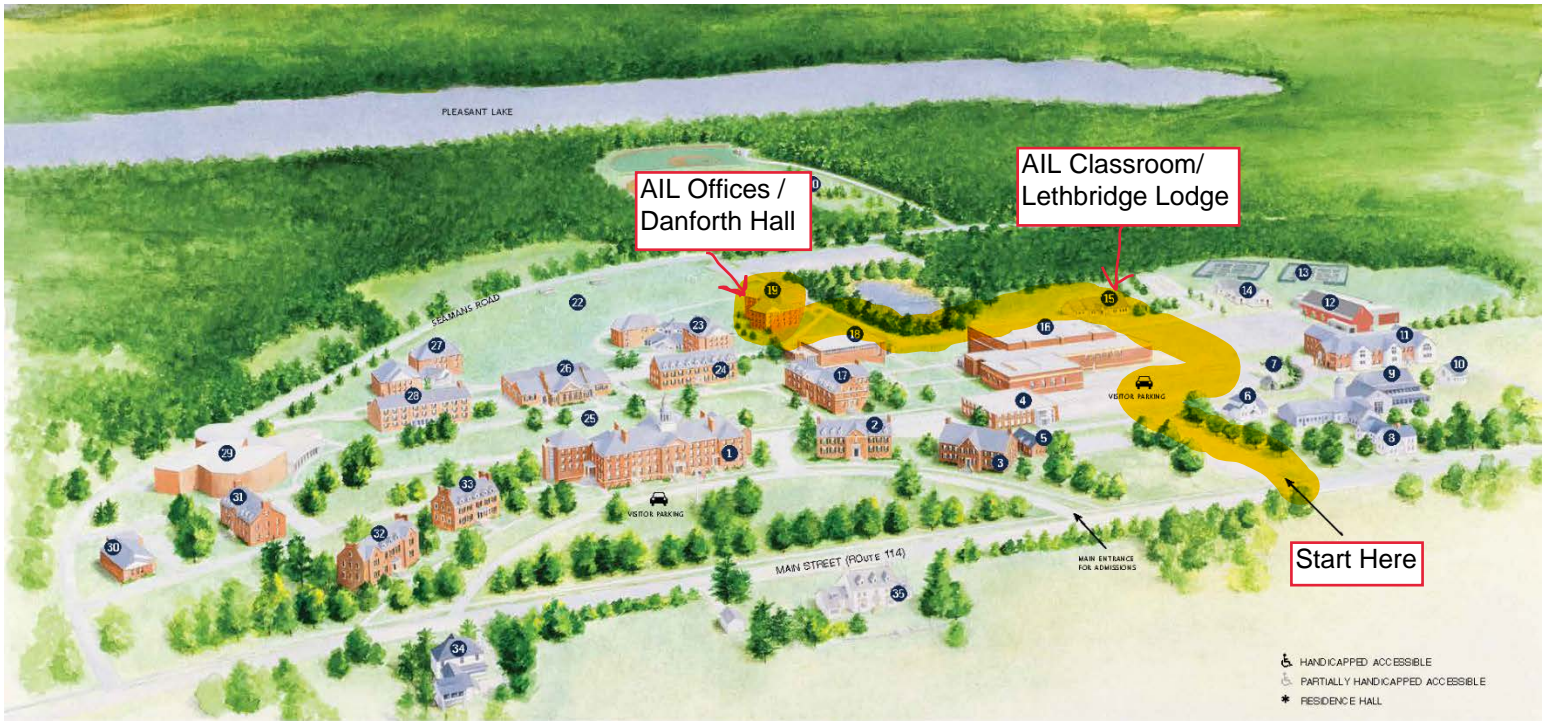 PLEASANT LAKE
AIL Offices /
Danforth Hall
AIL Classroom/
Lethbridge Lodge
0
13
14
15
12
19
22
SEAMANS ROAD
23
18
16
11
27
24
17
7
9
10
26
28
VISITOR PARKING
6
4
25
2
5
8
29
1
3
33
31
VISITOR PARKING
32
30
MAIN ENTRANCE
FOR ADMISSIONS
Start Here
MAIN STREET (ROUTE 114)
35
34
HANDICAPPED ACCESSIBLE
PARTIALLY HANDICAPPED ACCESSIBLE
* RESIDENCE HALL